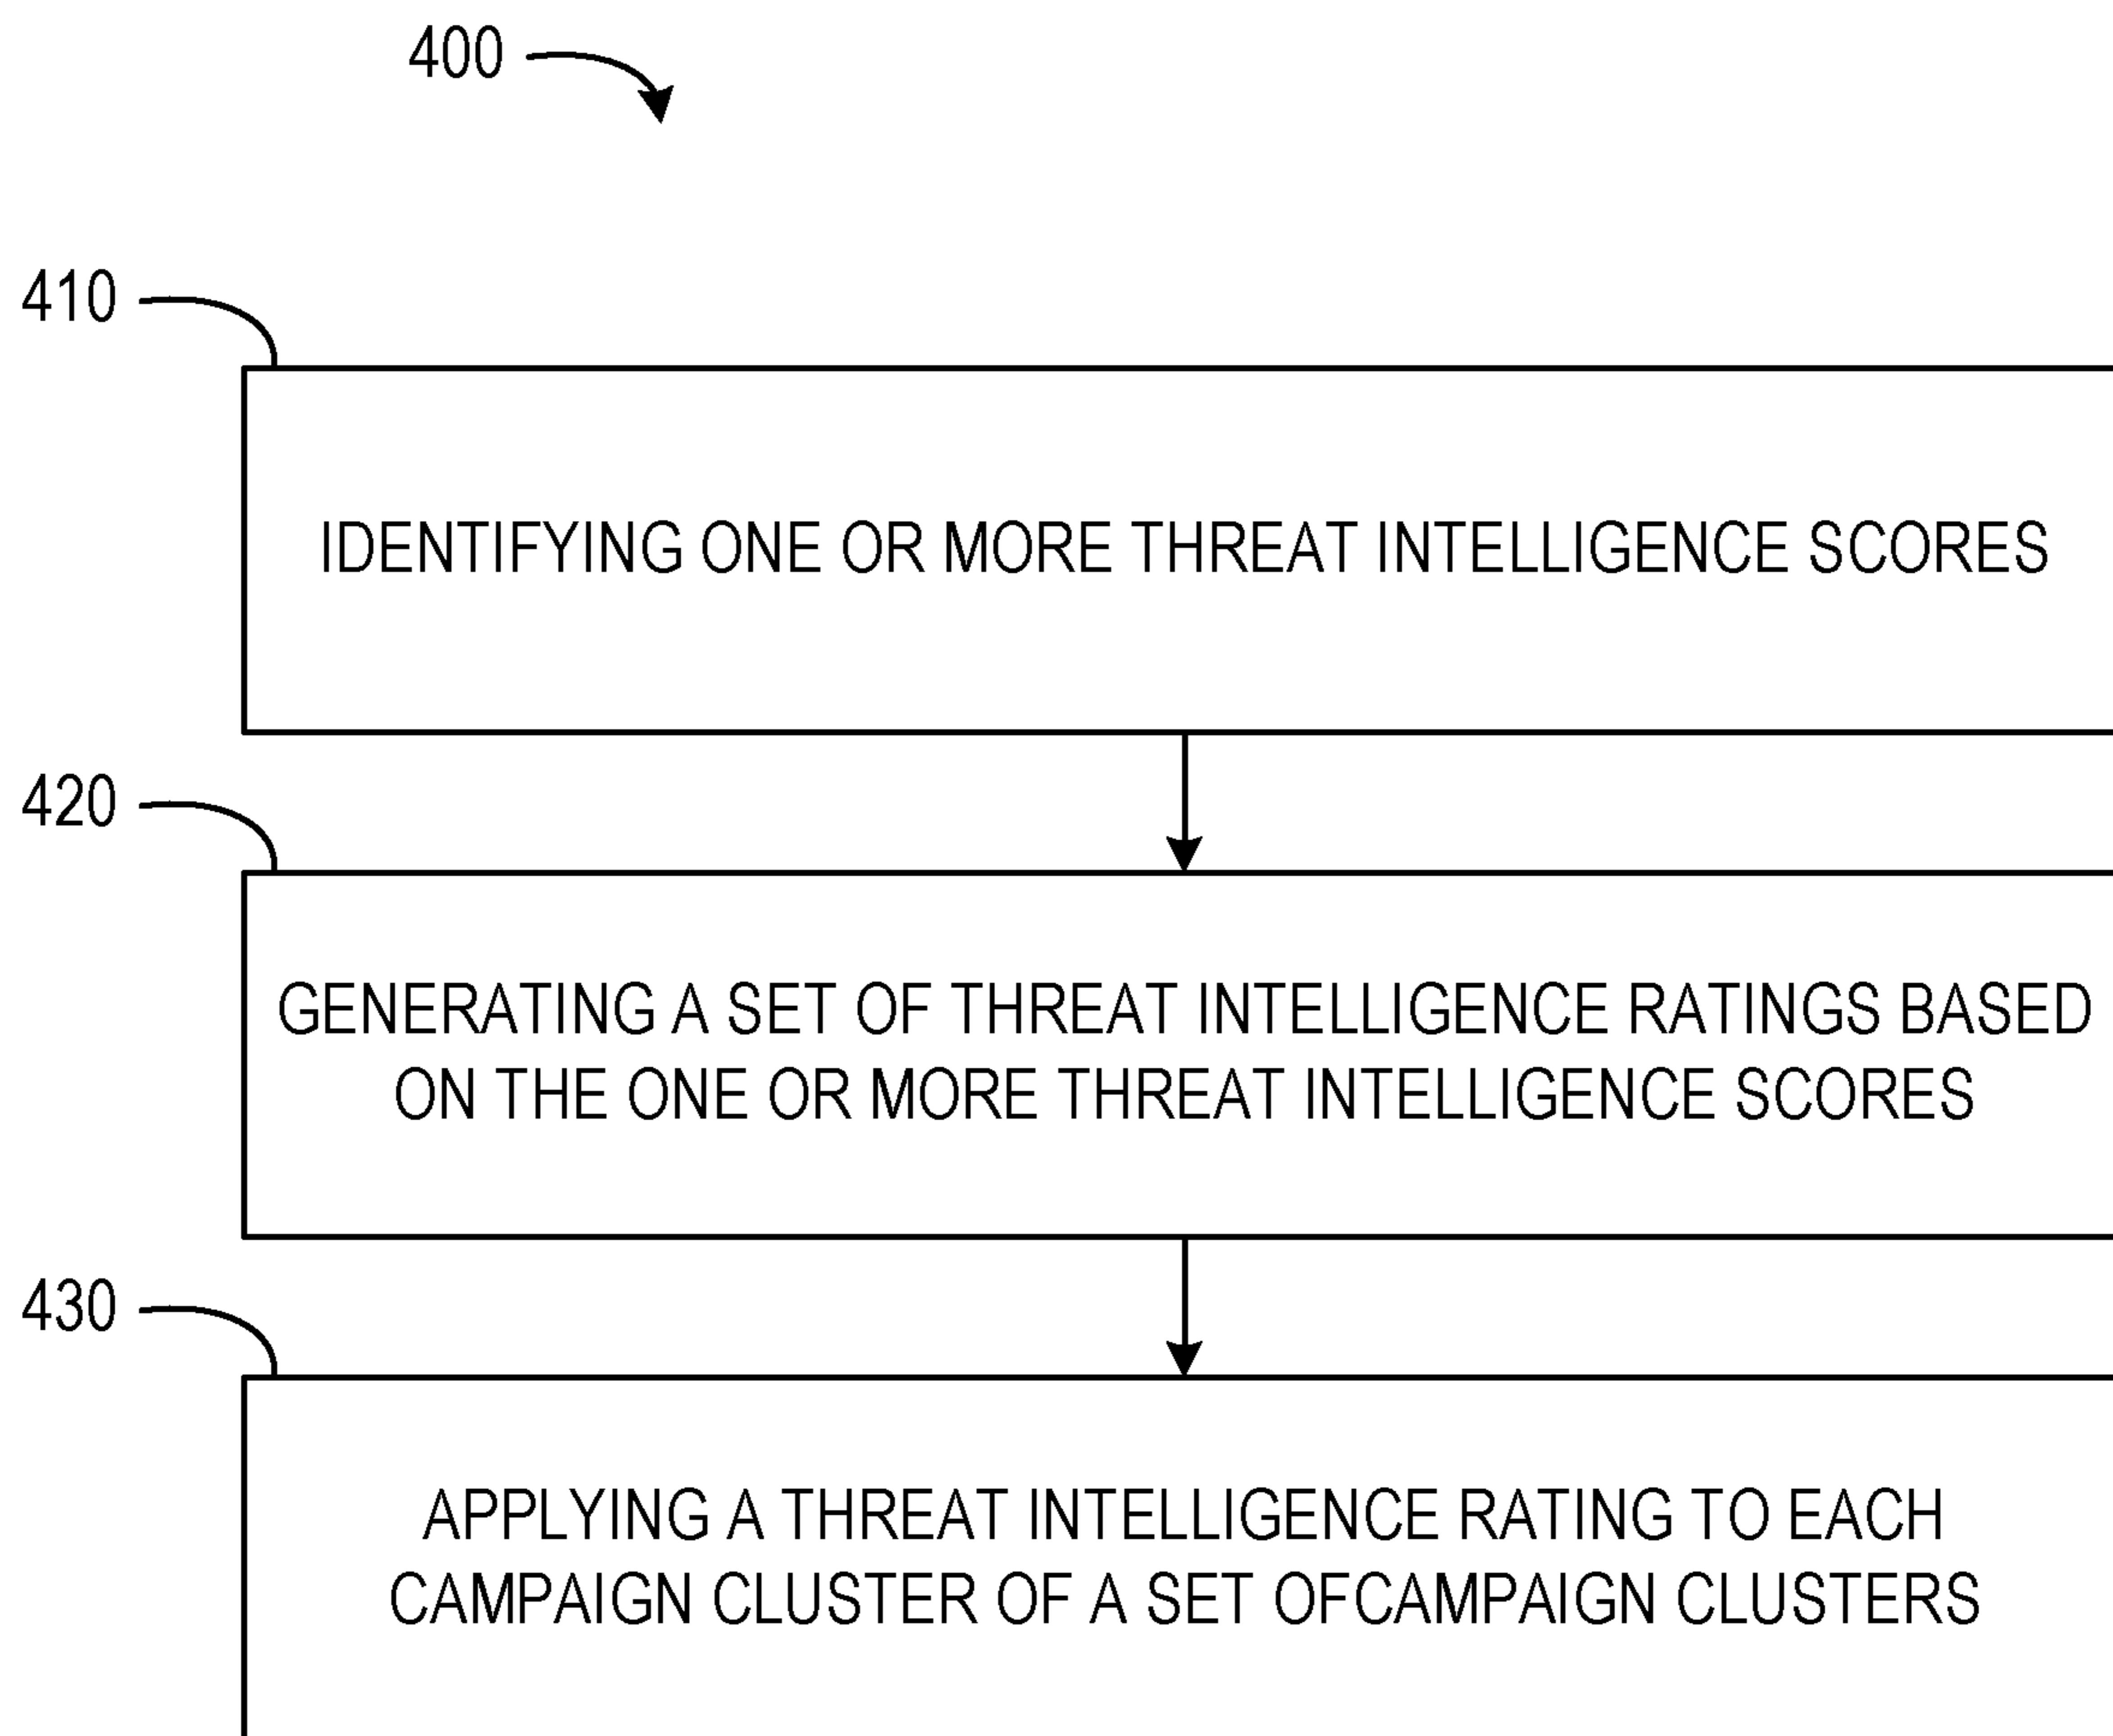 400
410
IDENTIFYING ONE OR MORE THREAT INTELLIGENCE SCORES
420
GENERATING A SET OF THREAT INTELLIGENCE RATINGS BASED
ON THE ONE OR MORE THREAT INTELLIGENCE SCORES
430
APPLYING A THREAT INTELLIGENCE RATING TO EACH
CAMPAIGN CLUSTER OF A SET OFCAMPAIGN CLUSTERS